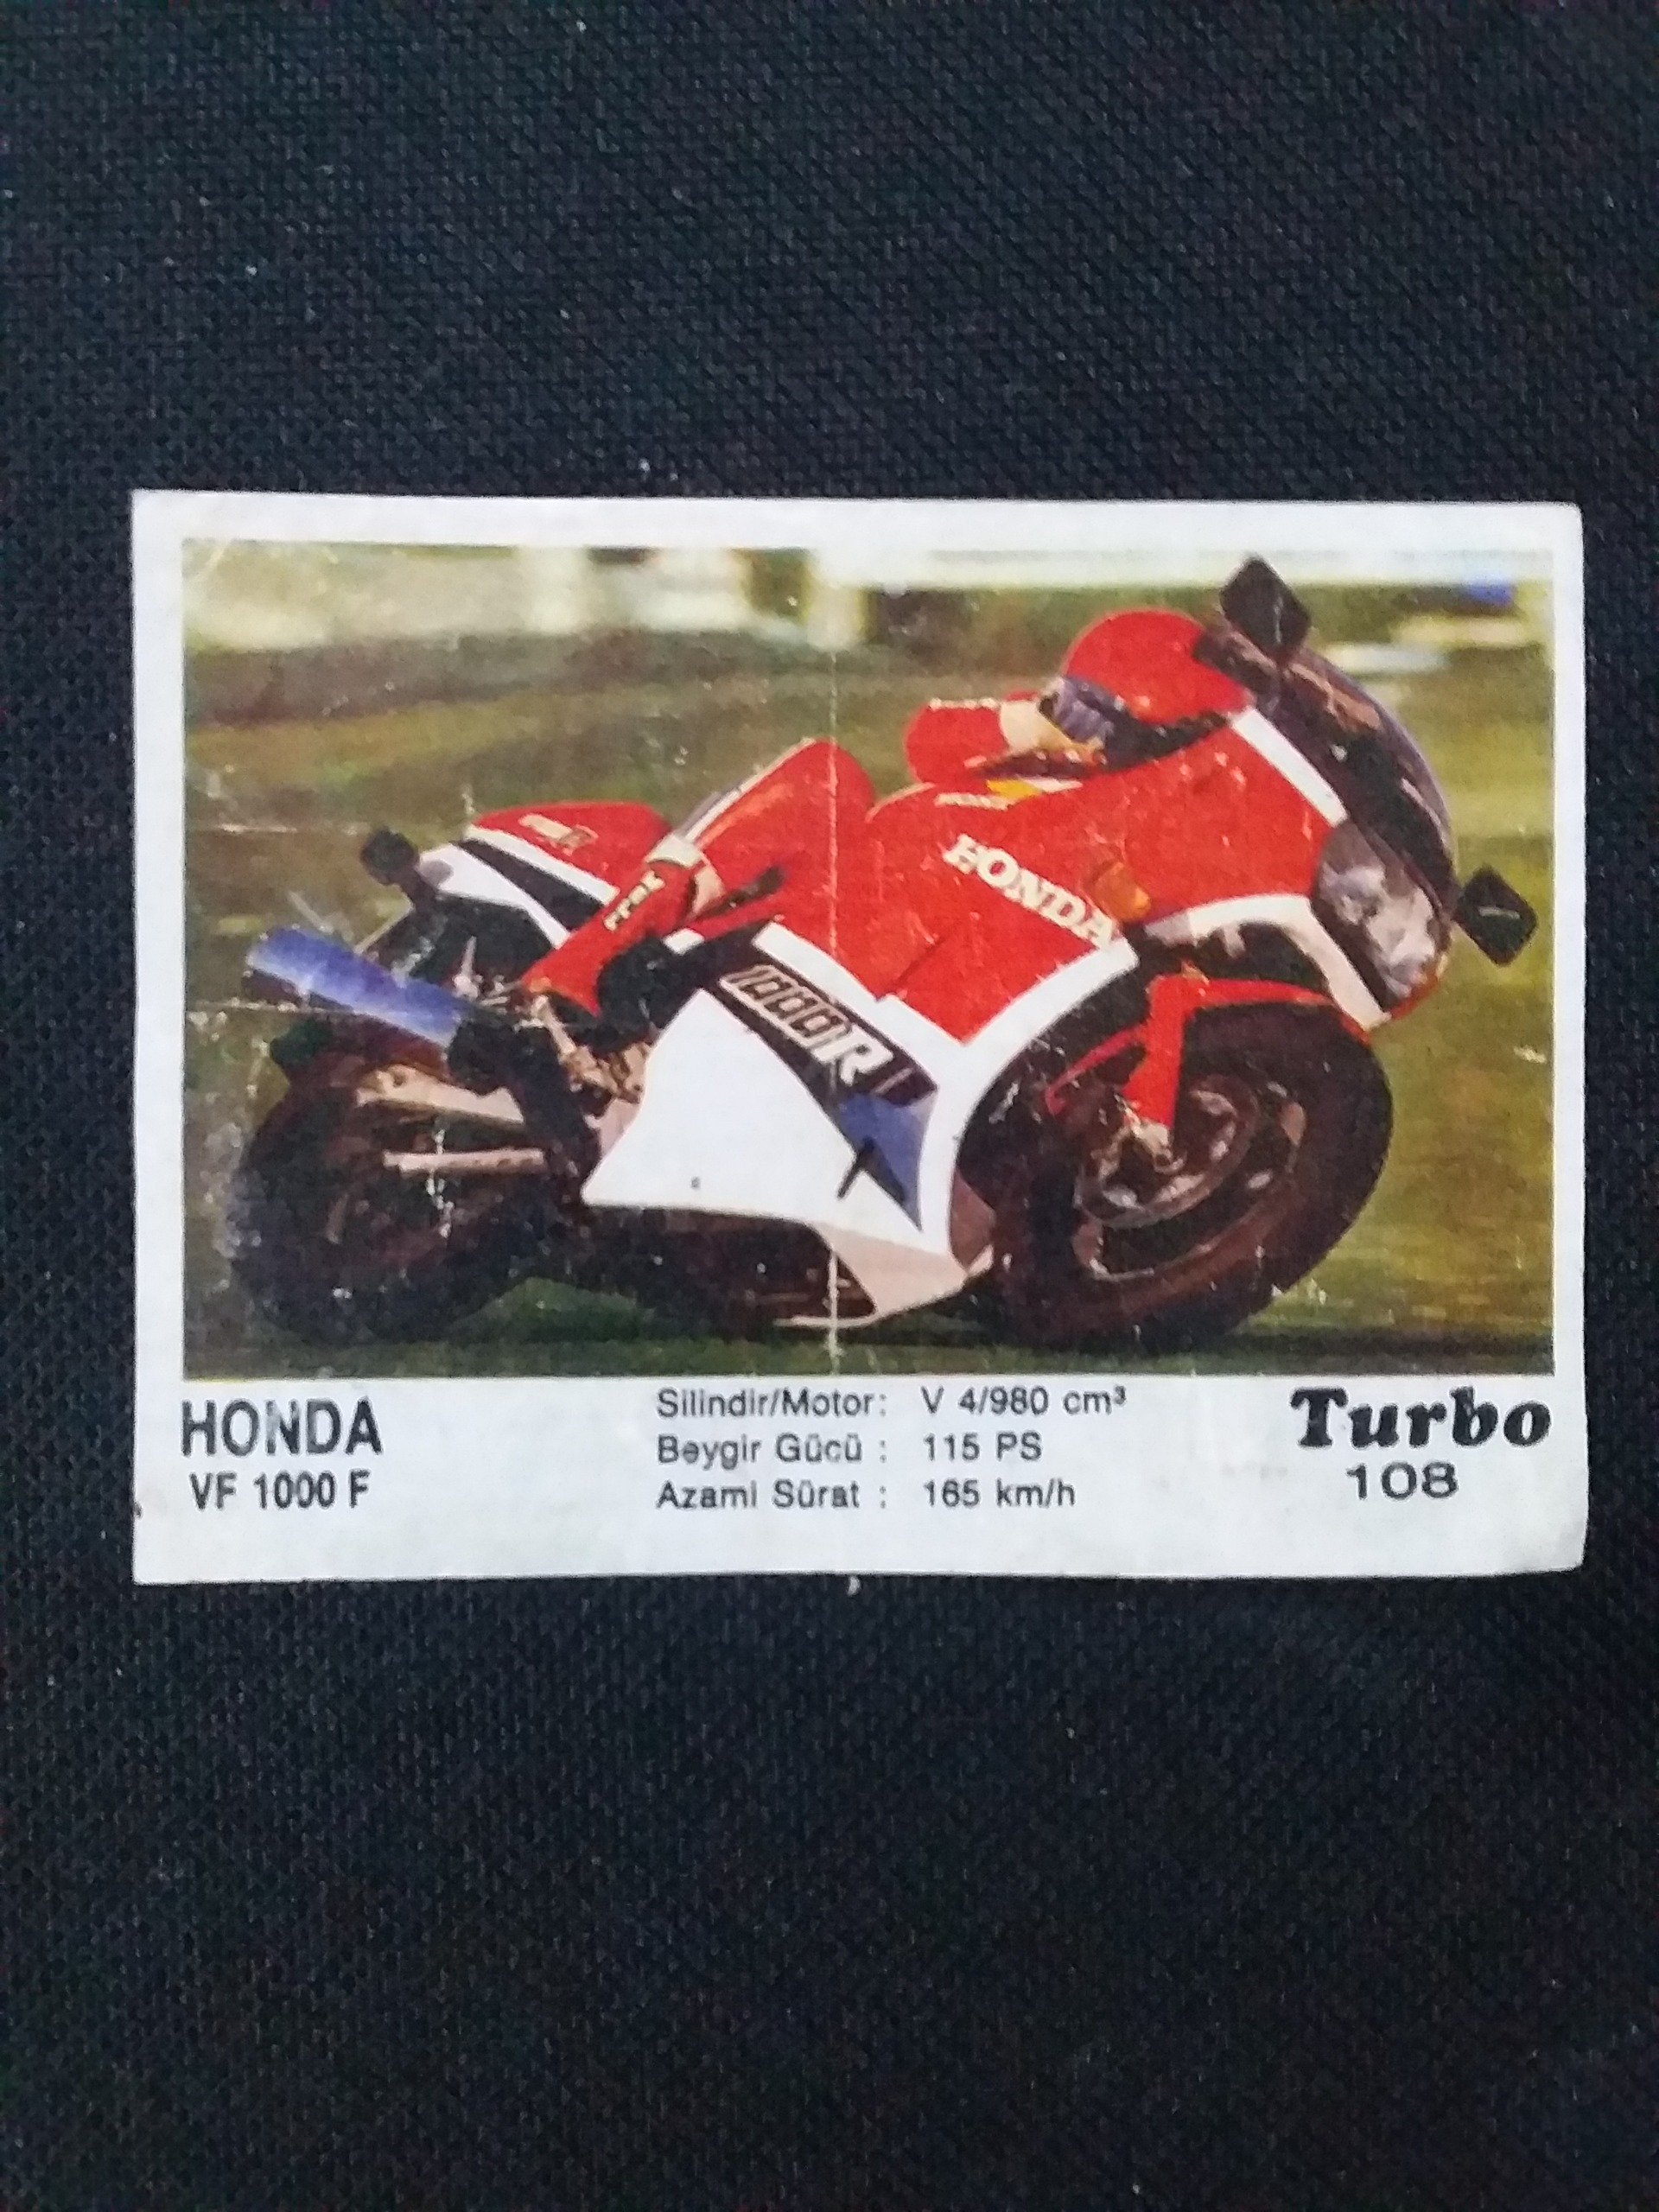 HONDA
1000R
HONDA
VF 1000 F
Silindir/Motor: V 4/980 cm³
Beygir Gücü : 115 PS
Azami Sürat : 165 km/h
Turbo
108